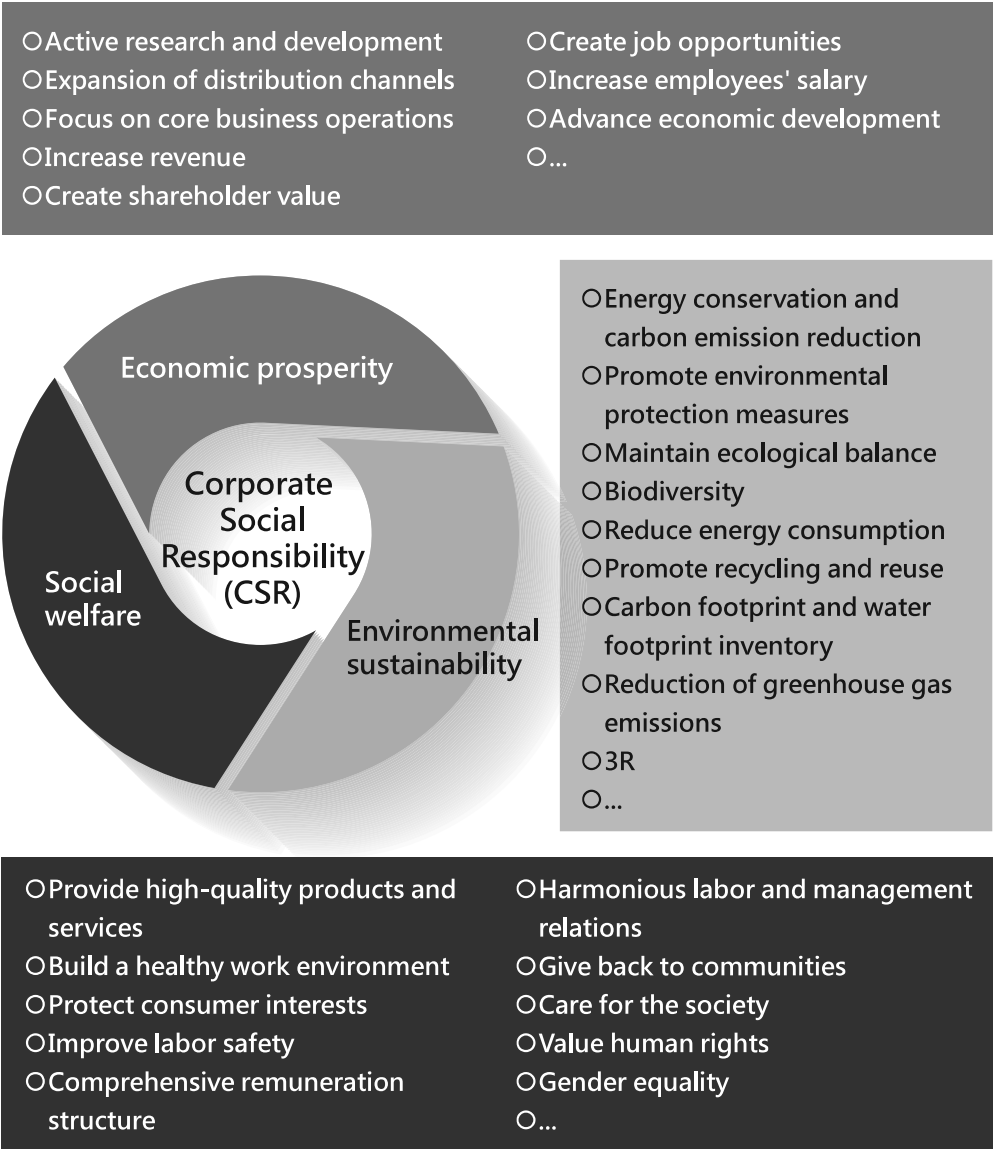 ○Active research and development
○Expansion of distribution channels
○Focus on core business operations
○Increase revenue
○Create shareholder value
○Create job opportunities
○Increase employees' salary
○Advance economic development
○...
Economic prosperity
Corporate
Social
Responsibility
(CSR)
Social
welfare
Environmental
sustainability
○Energy conservation and
carbon emission reduction
○Promote environmental
protection measures
○Maintain ecological balance
○Biodiversity
○Reduce energy consumption
○Promote recycling and reuse
○Carbon footprint and water
footprint inventory
○Reduction of greenhouse gas
emissions
○3R
○...
○Provide high-quality products and
services
○Build a healthy work environment
○Protect consumer interests
○Improve labor safety
○Comprehensive remuneration
structure
○Harmonious labor and management
relations
○Give back to communities
○Care for the society
○Value human rights
○Gender equality
○...